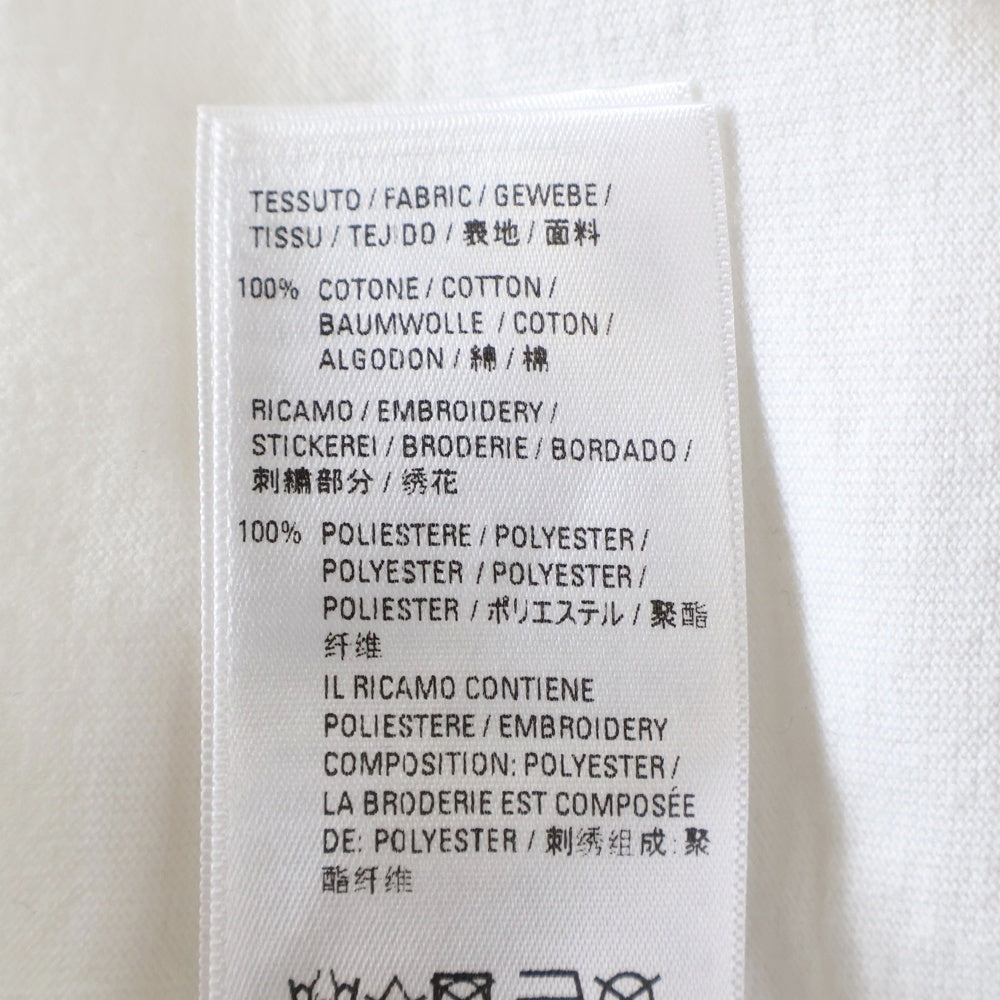 TESSUTO / FABRIC / GEWEBE /
TISSU / TEJIDO / 表地 / 面料
100% COTONE / COTTON /
BAUMWOLLE / COTON /
ALGODON / 綿 / 棉
RICAMO / EMBROIDERY /
STICKEREI / BRODERIE / BORDADO /
刺繍部分 / 绣花
100% POLIESTERE / POLYESTER /
POLYESTER / POLYESTER /
POLIESTER / ポリエステル / 聚酯
纤维
IL RICAMO CONTIENE
POLIESTERE / EMBROIDERY
COMPOSITION: POLYESTER /
LA BRODERIE EST COMPOSÉE
DE: POLYESTER / 刺绣组成: 聚
酯纤维